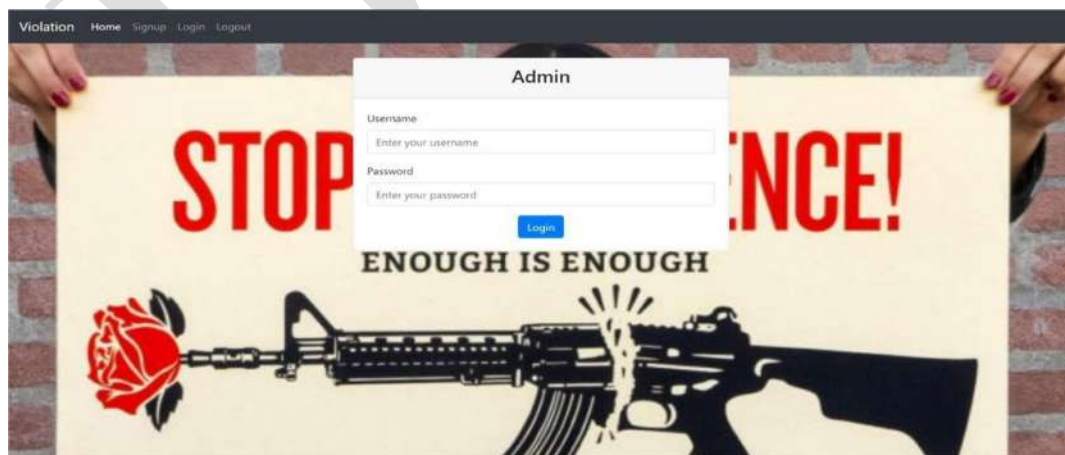 Violation Home Signup Login Logout
Admin
Username
Enter your username
Password
Enter your password
Login
STOP ENCE!
ENOUGH IS ENOUGH